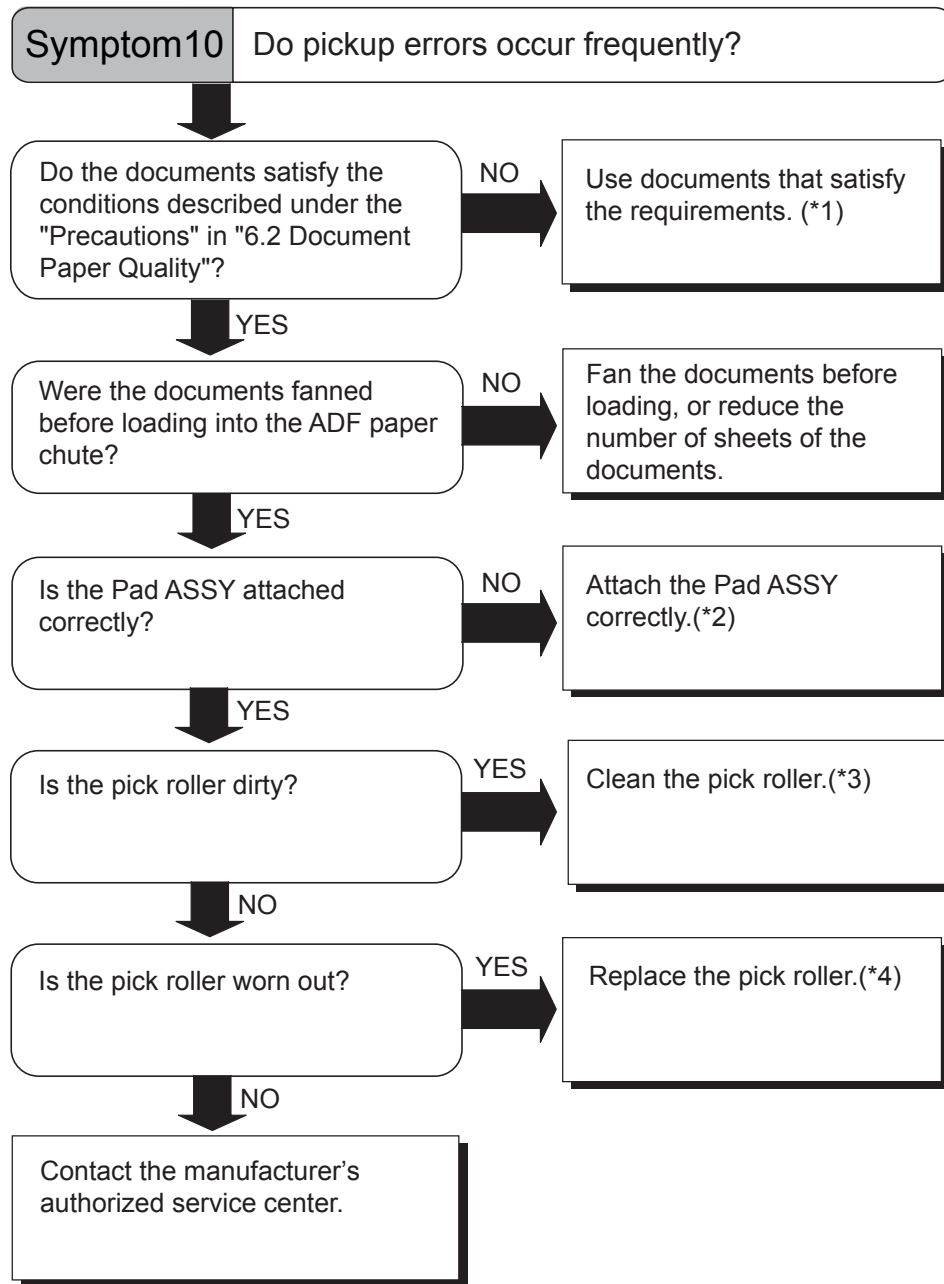 Symptom10 Do pickup errors occur frequently?
Do the documents satisfy the
conditions described under the
"Precautions" in "6.2 Document
Paper Quality"?
NO
Use documents that satisfy
the requirements. (*1)
YES
Were the documents fanned
before loading into the ADF paper
chute?
NO
Fan the documents before
loading, or reduce the
number of sheets of the
documents.
YES
Is the Pad ASSY attached
correctly?
NO
Attach the Pad ASSY
correctly.(*2)
YES
Is the pick roller dirty?
YES
Clean the pick roller.(*3)
NO
Is the pick roller worn out?
YES
Replace the pick roller.(*4)
NO
Contact the manufacturer’s
authorized service center.